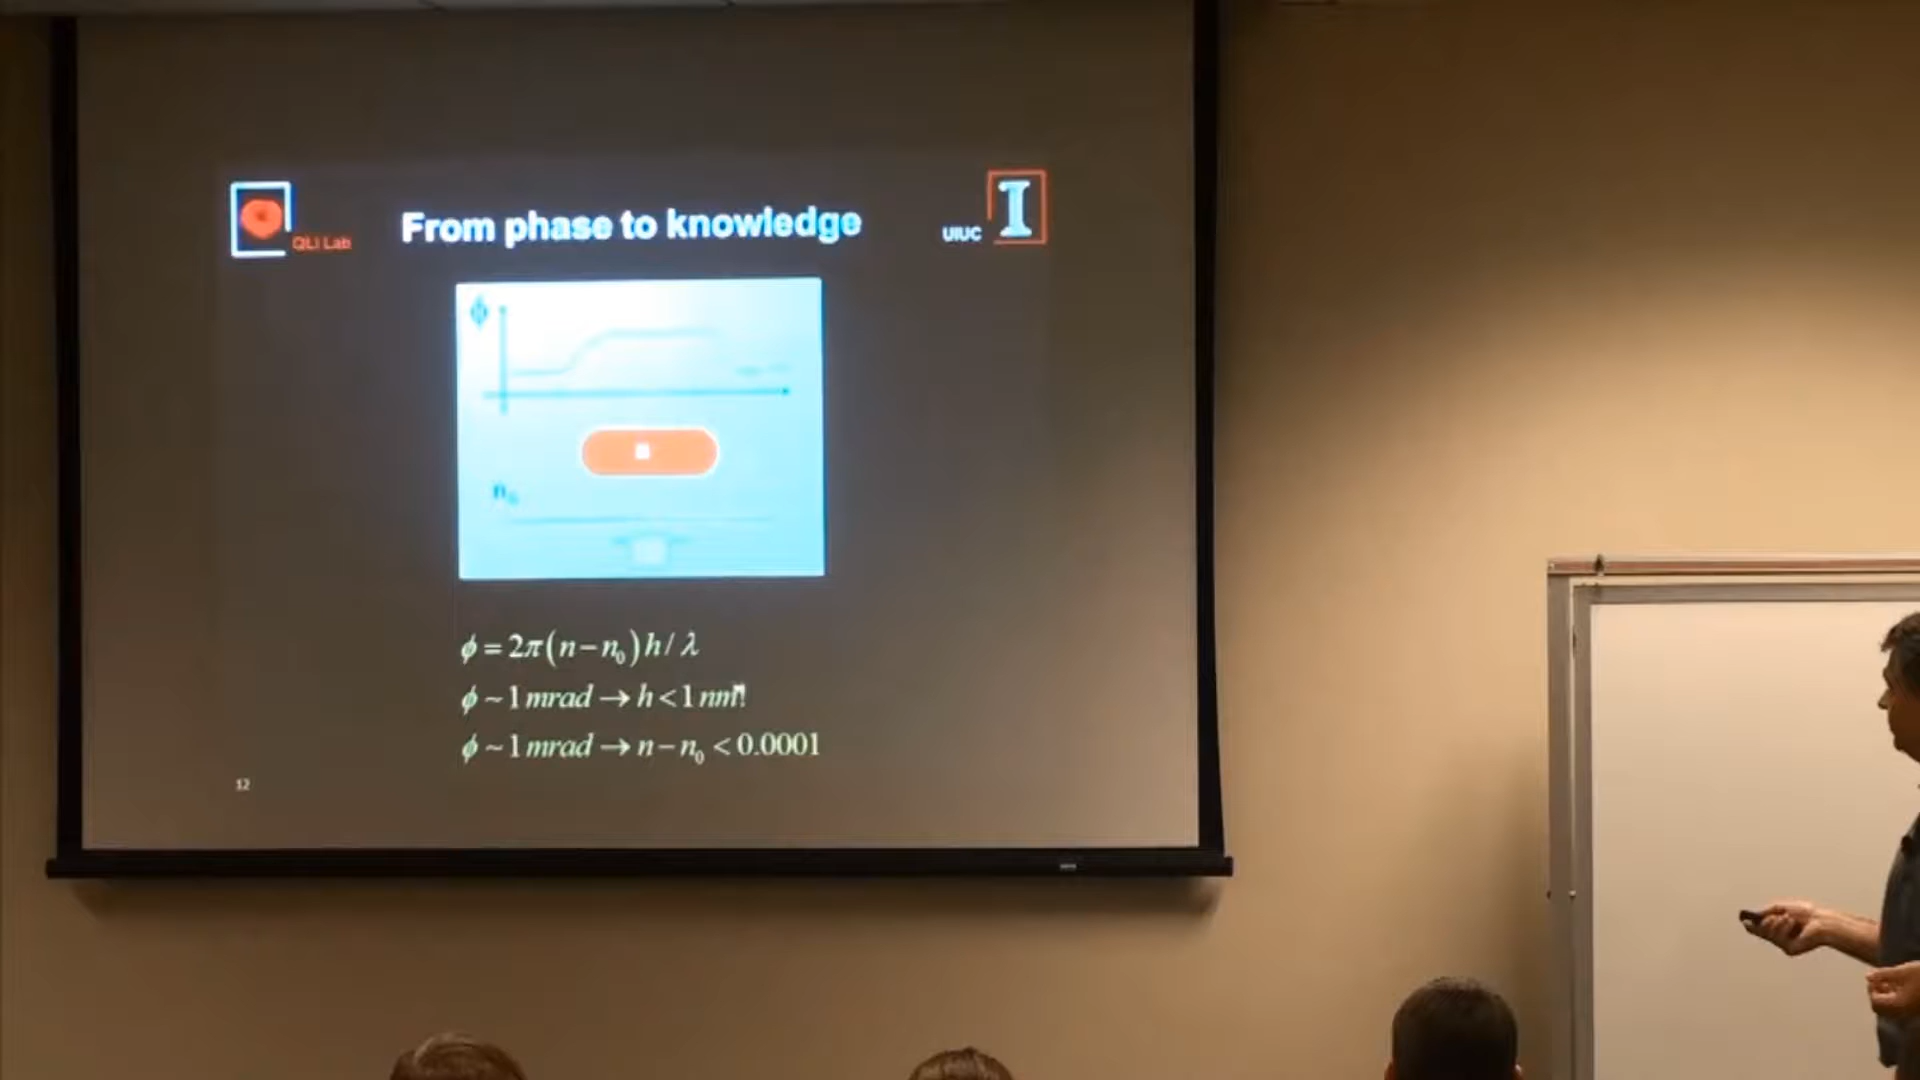 From phase to knowledge
QLI Lab
UIUC I
ϕ
n₀
ϕ = 2π(n−n₀)h/λ
ϕ ~ 1 mrad → h < 1 nm!
ϕ ~ 1 mrad → n − n₀ < 0.0001
12